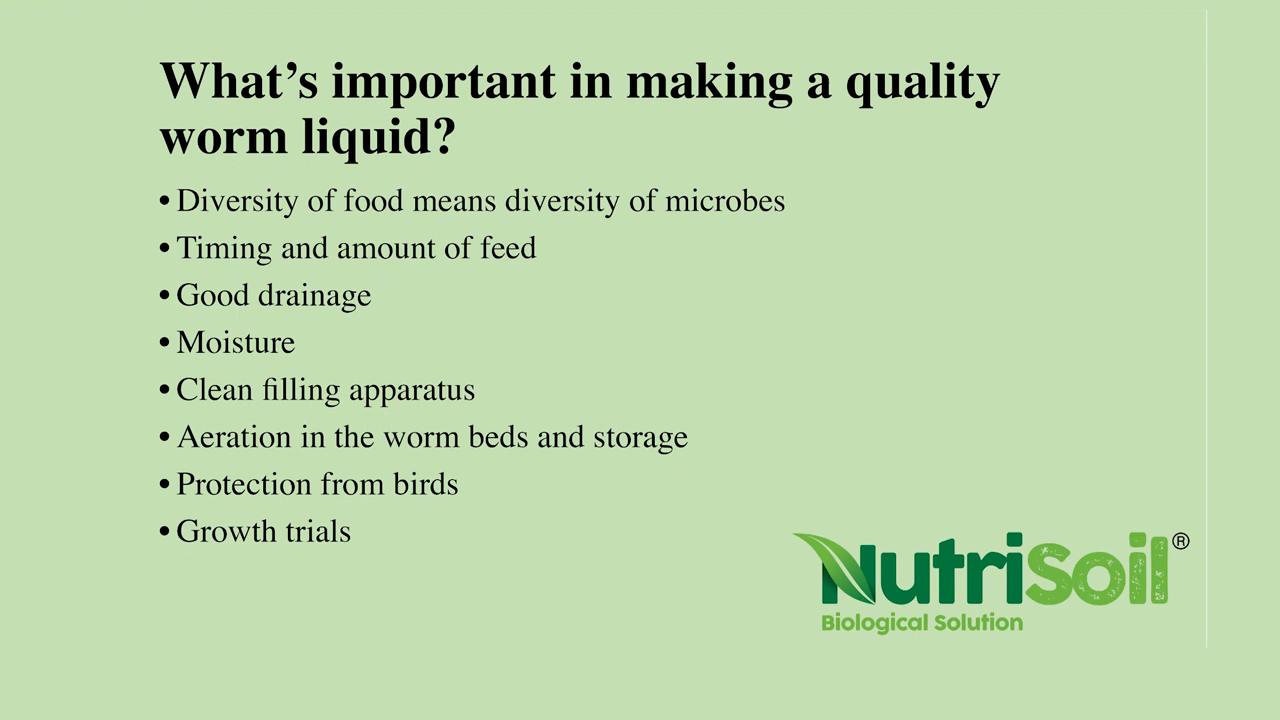 What’s important in making a quality
worm liquid?
• Diversity of food means diversity of microbes
• Timing and amount of feed
• Good drainage
• Moisture
• Clean filling apparatus
• Aeration in the worm beds and storage
• Protection from birds
• Growth trials
NutriSoil®
Biological Solution